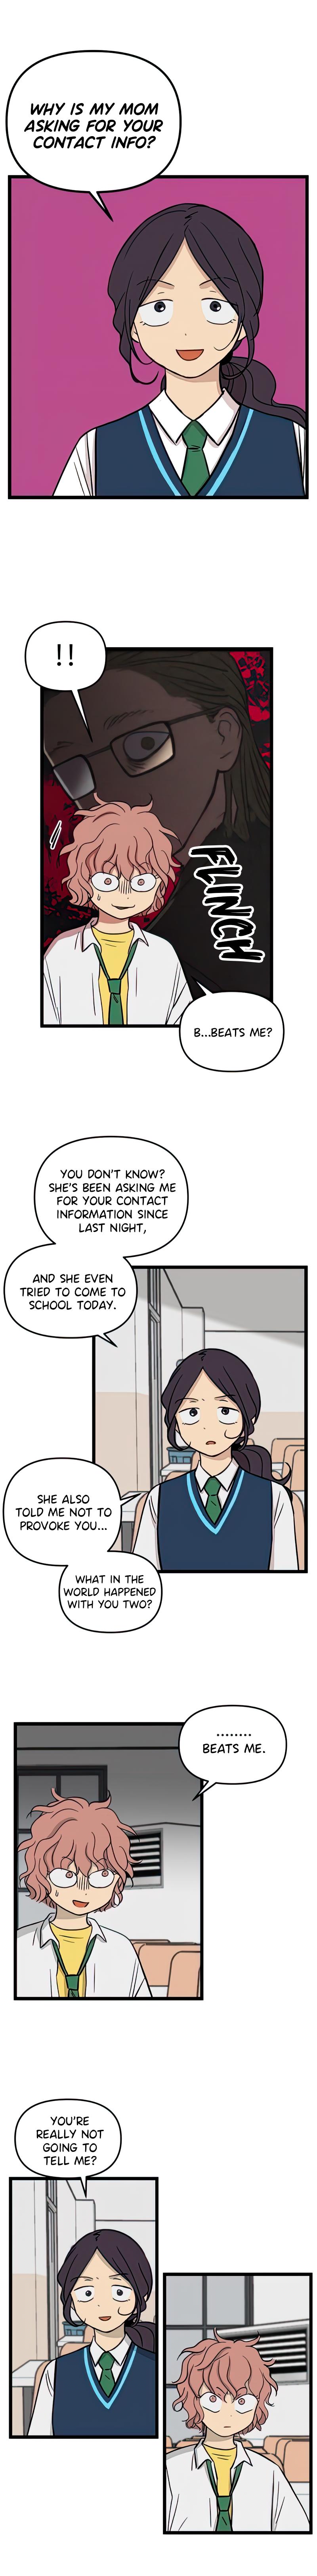 WHY IS MY MOM
ASKING FOR YOUR
CONTACT INFO?
!!
FLINCH
B...BEATS ME?
YOU DON'T KNOW?
SHE'S BEEN ASKING ME
FOR YOUR CONTACT
INFORMATION SINCE
LAST NIGHT,
AND SHE EVEN
TRIED TO COME TO
SCHOOL TODAY.
SHE ALSO
TOLD ME NOT TO
PROVOKE YOU...
WHAT IN THE
WORLD HAPPENED
WITH YOU TWO?
........
BEATS ME.
YOU'RE
REALLY NOT
GOING TO
TELL ME?